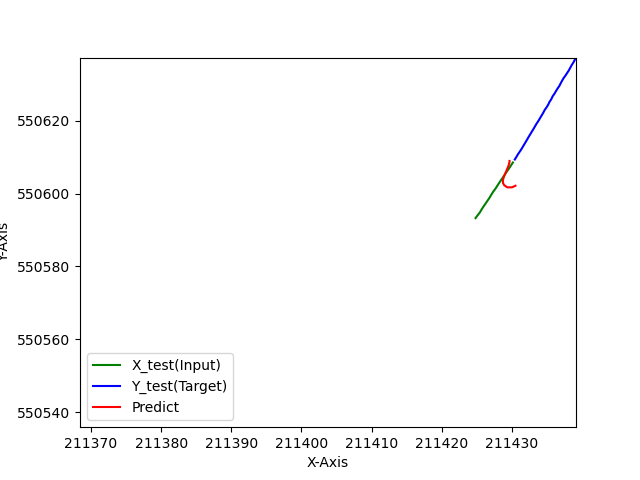 550620
550600
550580
550560
550540
Y-Axis
X_test(Input)
Y_test(Target)
Predict
211370 211380 211390 211400 211410 211420 211430
X-Axis